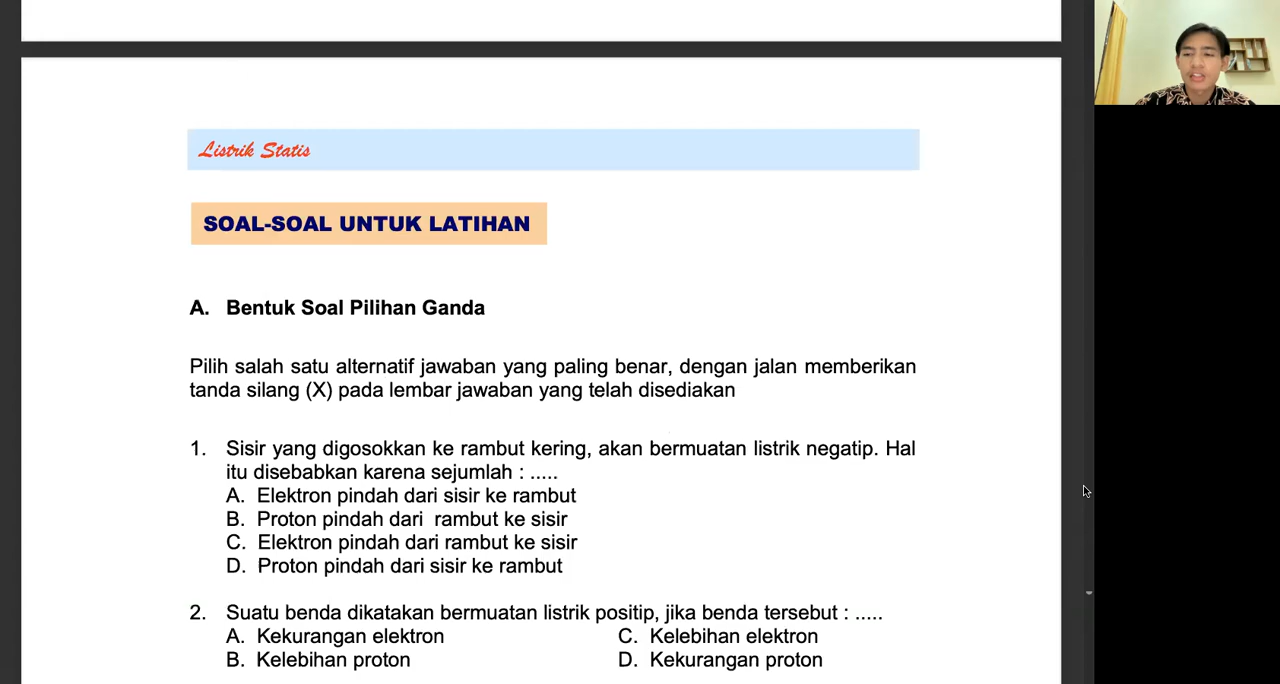 Listrik Statis
SOAL-SOAL UNTUK LATIHAN
A. Bentuk Soal Pilihan Ganda
Pilih salah satu alternatif jawaban yang paling benar, dengan jalan memberikan
tanda silang (X) pada lembar jawaban yang telah disediakan
1. Sisir yang digosokkan ke rambut kering, akan bermuatan listrik negatip. Hal
itu disebabkan karena sejumlah : .....
A. Elektron pindah dari sisir ke rambut
B. Proton pindah dari rambut ke sisir
C. Elektron pindah dari rambut ke sisir
D. Proton pindah dari sisir ke rambut
2. Suatu benda dikatakan bermuatan listrik positip, jika benda tersebut : .....
A. Kekurangan elektron C. Kelebihan elektron
B. Kelebihan proton D. Kekurangan proton